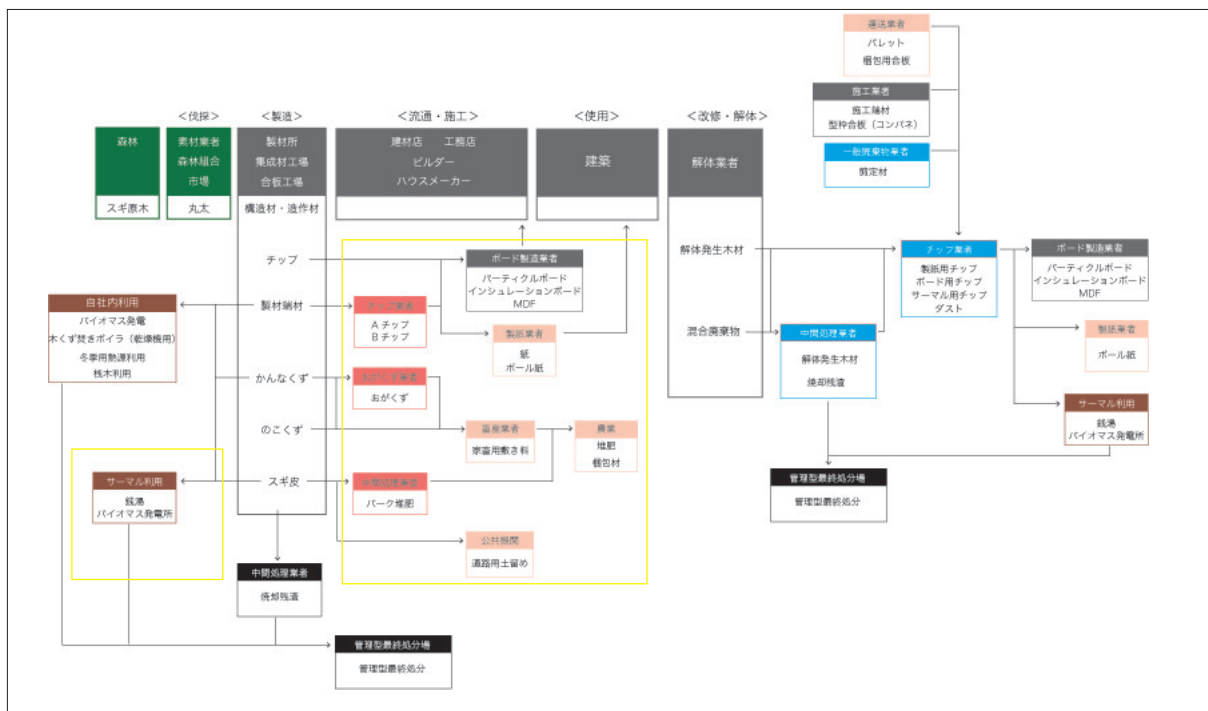 運送業者
パレット
梱包用合板
施工業者
施工端材
型枠合板（コンパネ）
一般廃棄物業者
剪定材
＜伐採＞
＜製造＞
＜流通・施工＞
＜使用＞
＜改修・解体＞
森林
スギ原木
素材業者
森林組合
市場
丸太
製材所
集成材工場
合板工場
構造材・造作材
建材店　工務店
ビルダー
ハウスメーカー
建築
解体業者
チップ
製材端材
かんなくず
のこくず
スギ皮
自社内利用
バイオマス発電
木くず焚きボイラ（乾燥機用）
冬季用熱源利用
桟木利用
サーマル利用
銭湯
バイオマス発電所
チップ業者
Aチップ
Bチップ
おがくず業者
おがくず
中間処理業者
バーク堆肥
ボード製造業者
パーティクルボード
インシュレーションボード
MDF
製紙業者
紙
ボール紙
畜産業者
家畜用敷き料
農業
堆肥
梱包材
公共機関
道路用土留め
中間処理業者
焼却残渣
管理型最終処分場
管理型最終処分
解体発生木材
混合廃棄物
中間処理業者
解体発生木材
焼却残渣
チップ業者
製紙用チップ
ボード用チップ
サーマル用チップ
ダスト
ボード製造業者
パーティクルボード
インシュレーションボード
MDF
製紙業者
ボール紙
サーマル利用
銭湯
バイオマス発電所
管理型最終処分場
管理型最終処分